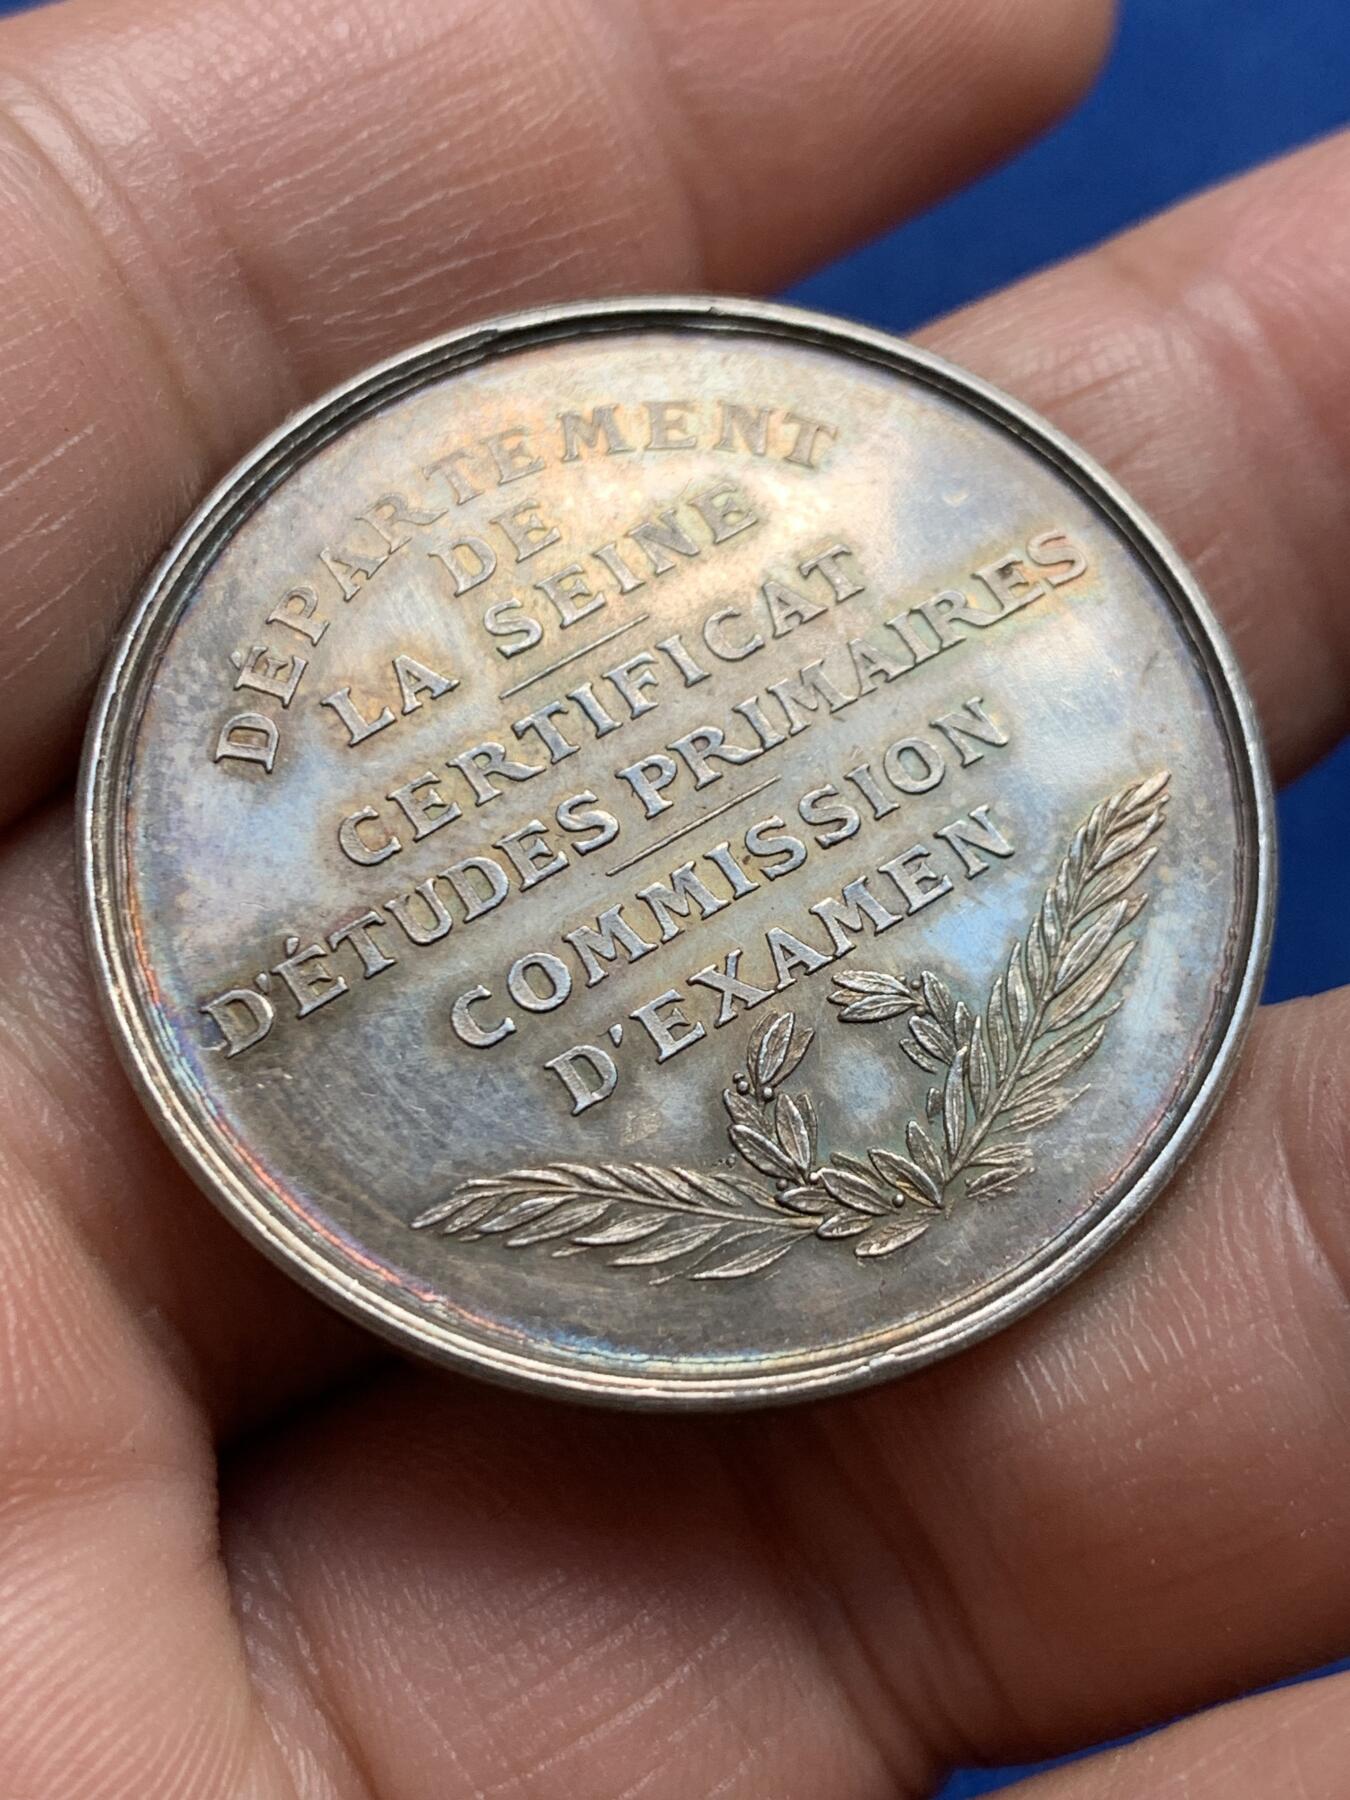 DÉPARTEMENT
DE
LA SEINE
CERTIFICAT
D'ÉTUDES PRIMAIRES
COMMISSION
D'EXAMEN